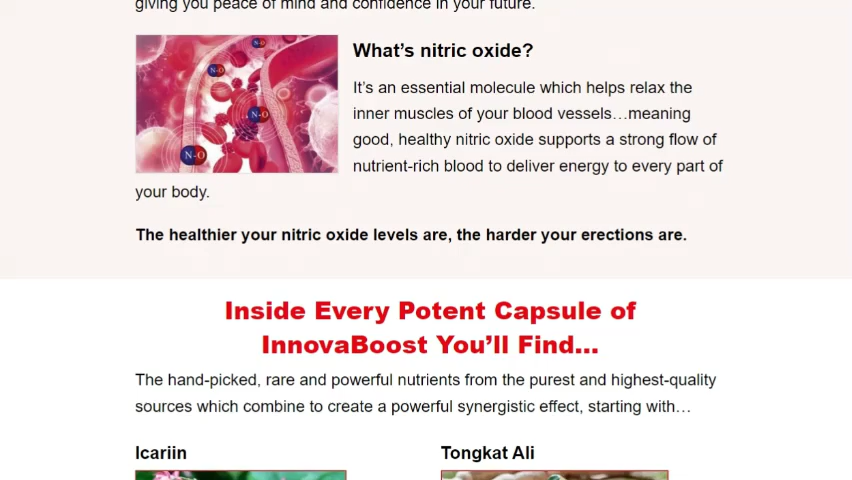 giving you peace of mind and confidence in your future.
What’s nitric oxide?
It’s an essential molecule which helps relax the
inner muscles of your blood vessels…meaning
good, healthy nitric oxide supports a strong flow of
nutrient-rich blood to deliver energy to every part of
your body.
N-O
N-O
N-O
N-O
The healthier your nitric oxide levels are, the harder your erections are.
Inside Every Potent Capsule of
InnovaBoost You’ll Find…
The hand-picked, rare and powerful nutrients from the purest and highest-quality
sources which combine to create a powerful synergistic effect, starting with…
Icariin
Tongkat Ali